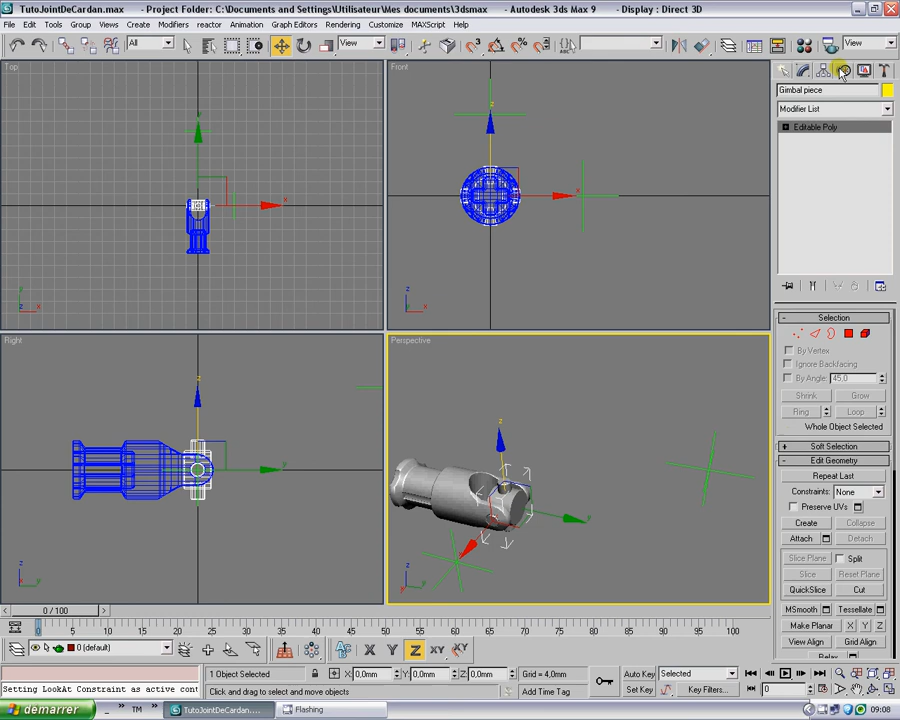 TutoJointDeCardan.max - Project Folder: C:\Documents and Settings\Utilisateur\Mes documents\3dsmax - Autodesk 3ds Max 9 - Display : Direct 3D
File Edit Tools Group Views Create Modifiers reactor Animation Graph Editors Rendering Customize MAXScript Help
All View View
Top Front
Gimbal piece
Modifier List
Editable Poly
Right Perspective
Selection
By Vertex
Ignore Backfacing
By Angle: 45,0
Shrink Grow
Ring Loop
Whole Object Selected
Soft Selection
Edit Geometry
Repeat Last
Constraints: None
Preserve UVs
Create Collapse
Attach Detach
Slice Plane Split
Slice Reset Plane
QuickSlice Cut
MSmooth Tessellate
Make Planar X Y Z
View Align Grid Align
Relax
0 / 100
0 5 10 15 20 25 30 35 40 45 50 55 60 65 70 75 80 85 90 95 100
0 (default) X Y Z XY XY
1 Object Selected X: 0,0mm Y: 0,0mm Z: 0,0mm Grid = 4,0mm Auto Key Selected
Setting LookAt Constraint as active cont Click and drag to select and move objects Add Time Tag Set Key Key Filters... 0
démarrer TM TutoJointDeCardan.... Flashing 09:08